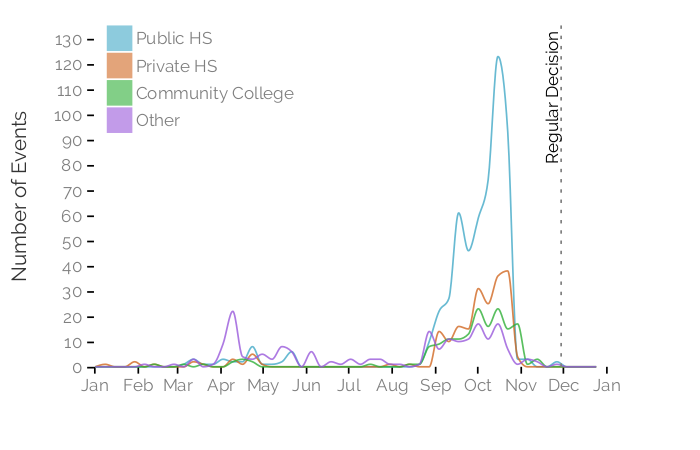 Public HS
Private HS
Community College
Other
Regular Decision
Number of Events
130
120
110
100
90
80
70
60
50
40
30
20
10
0
Jan Feb Mar Apr May Jun Jul Aug Sep Oct Nov Dec Jan